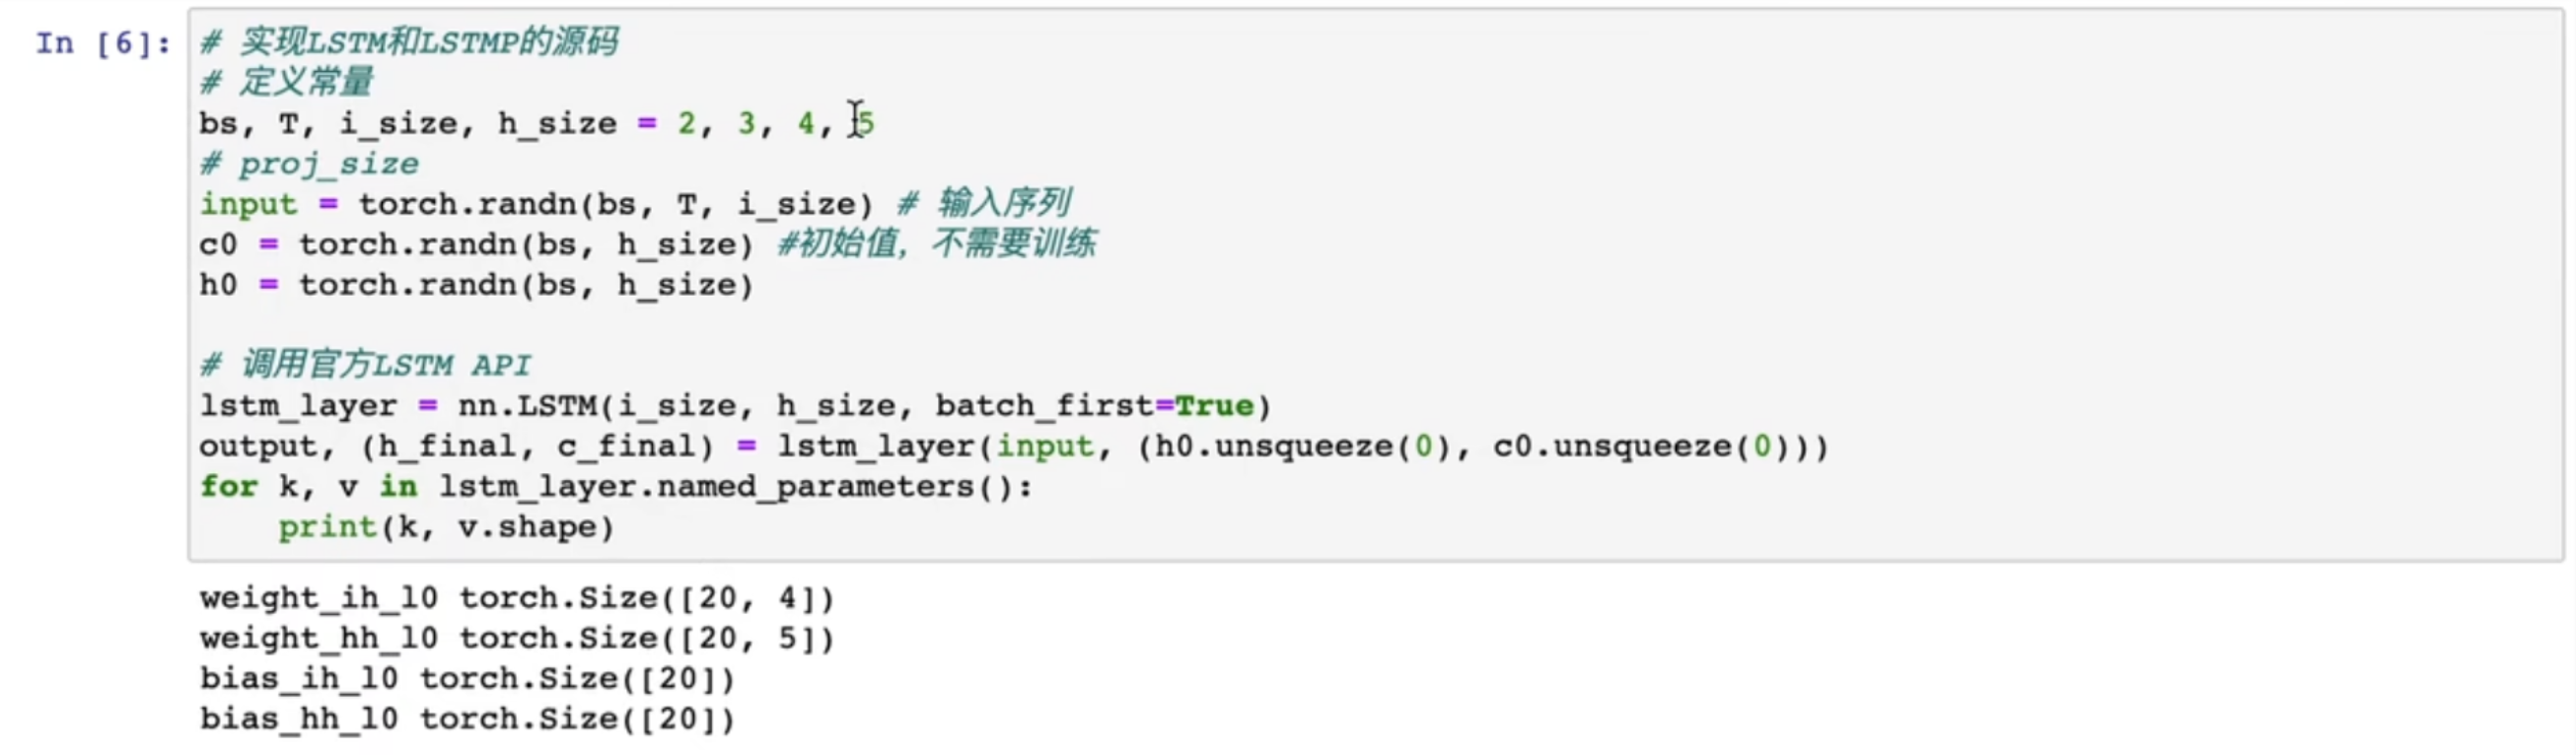 In [6]:
# 实现LSTM和LSTMP的源码
# 定义常量
bs, T, i_size, h_size = 2, 3, 4, 5
# proj_size
input = torch.randn(bs, T, i_size) # 输入序列
c0 = torch.randn(bs, h_size) #初始值，不需要训练
h0 = torch.randn(bs, h_size)
# 调用官方LSTM API
lstm_layer = nn.LSTM(i_size, h_size, batch_first=True)
output, (h_final, c_final) = lstm_layer(input, (h0.unsqueeze(0), c0.unsqueeze(0)))
for k, v in lstm_layer.named_parameters():
    print(k, v.shape)
weight_ih_l0 torch.Size([20, 4])
weight_hh_l0 torch.Size([20, 5])
bias_ih_l0 torch.Size([20])
bias_hh_l0 torch.Size([20])